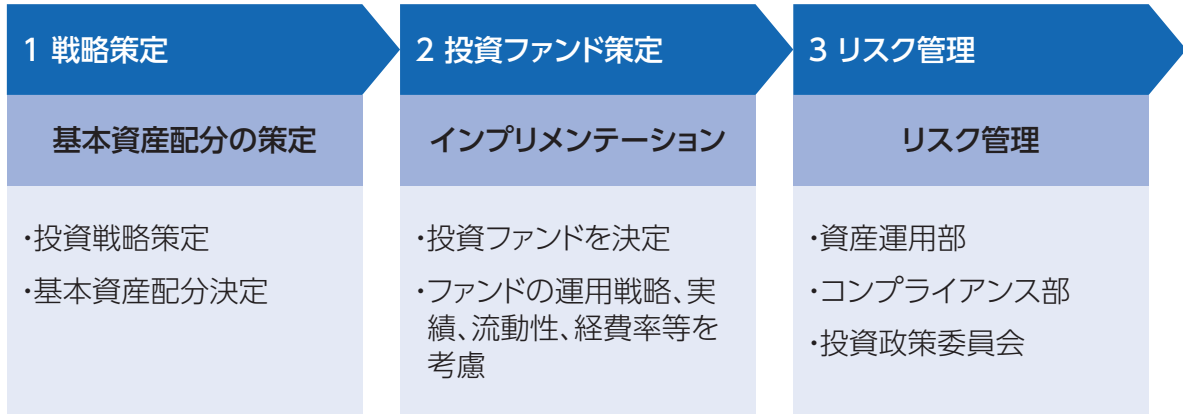 1 戦略策定
基本資産配分の策定
・投資戦略策定
・基本資産配分決定
2 投資ファンド策定
インプリメンテーション
・投資ファンドを決定
・ファンドの運用戦略、実
績、流動性、経費率等を
考慮
3 リスク管理
リスク管理
・資産運用部
・コンプライアンス部
・投資政策委員会